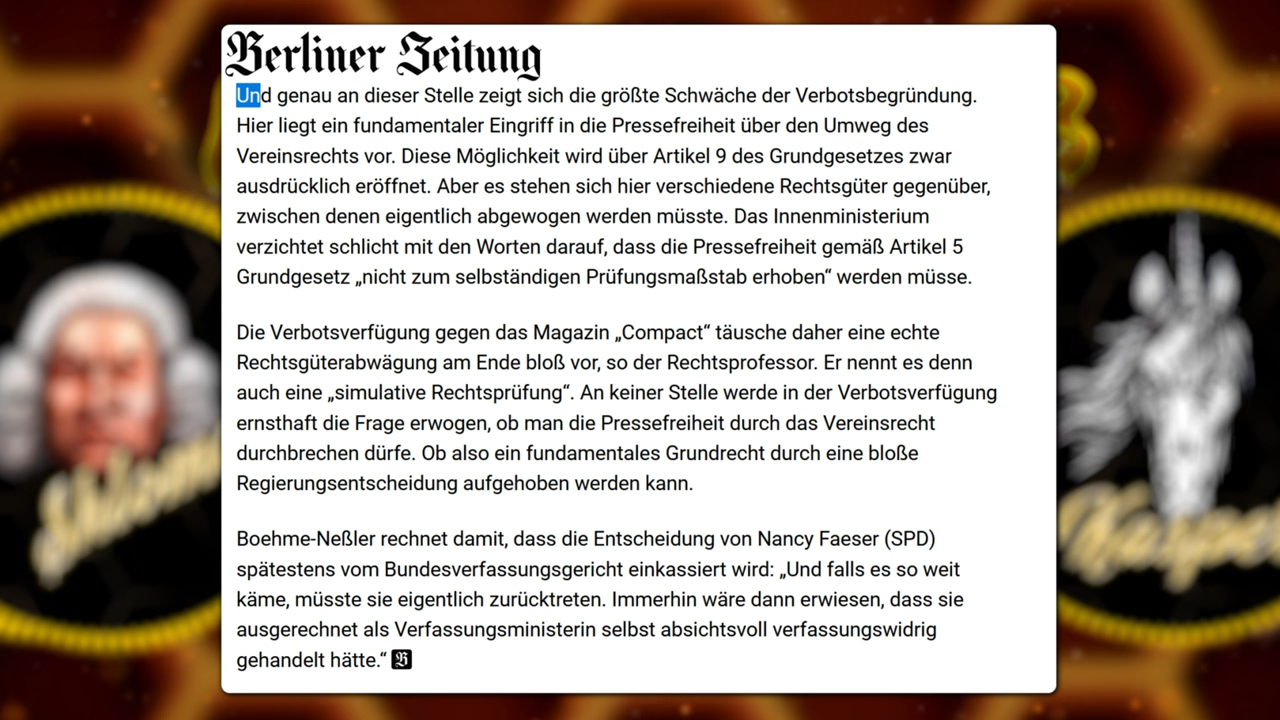 Berliner Zeitung
Und genau an dieser Stelle zeigt sich die größte Schwäche der Verbotsbegründung.
Hier liegt ein fundamentaler Eingriff in die Pressefreiheit über den Umweg des
Vereinsrechts vor. Diese Möglichkeit wird über Artikel 9 des Grundgesetzes zwar
ausdrücklich eröffnet. Aber es stehen sich hier verschiedene Rechtsgüter gegenüber,
zwischen denen eigentlich abgewogen werden müsste. Das Innenministerium
verzichtet schlicht mit den Worten darauf, dass die Pressefreiheit gemäß Artikel 5
Grundgesetz „nicht zum selbständigen Prüfungsmaßstab erhoben“ werden müsse.
Die Verbotsverfügung gegen das Magazin „Compact“ täusche daher eine echte
Rechtsgüterabwägung am Ende bloß vor, so der Rechtsprofessor. Er nennt es denn
auch eine „simulative Rechtsprüfung“. An keiner Stelle werde in der Verbotsverfügung
ernsthaft die Frage erwogen, ob man die Pressefreiheit durch das Vereinsrecht
durchbrechen dürfe. Ob also ein fundamentales Grundrecht durch eine bloße
Regierungsentscheidung aufgehoben werden kann.
Boehme-Neßler rechnet damit, dass die Entscheidung von Nancy Faeser (SPD)
spätestens vom Bundesverfassungsgericht einkassiert wird: „Und falls es so weit
käme, müsste sie eigentlich zurücktreten. Immerhin wäre dann erwiesen, dass sie
ausgerechnet als Verfassungsministerin selbst absichtsvoll verfassungswidrig
gehandelt hätte.“ B